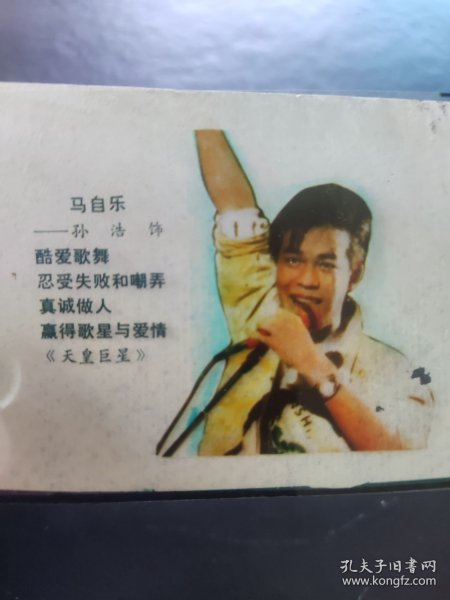 马自乐
——孙浩饰
酷爱歌舞
忍受失败和嘲弄
真诚做人
赢得歌星与爱情
《天皇巨星》
孔夫子旧书网
www.kongfz.com